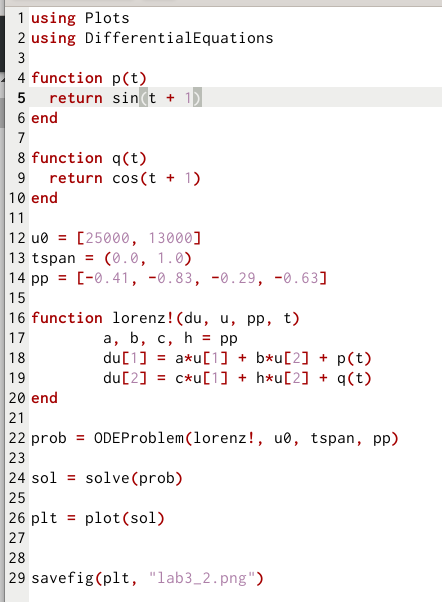 1 using Plots
2 using DifferentialEquations
3
4 function p(t)
5   return sin(t + 1)
6 end
7
8 function q(t)
9   return cos(t + 1)
10 end
11
12 u0 = [25000, 13000]
13 tspan = (0.0, 1.0)
14 pp = [-0.41, -0.83, -0.29, -0.63]
15
16 function lorenz!(du, u, pp, t)
17         a, b, c, h = pp
18         du[1] = a*u[1] + b*u[2] + p(t)
19         du[2] = c*u[1] + h*u[2] + q(t)
20 end
21
22 prob = ODEProblem(lorenz!, u0, tspan, pp)
23
24 sol = solve(prob)
25
26 plt = plot(sol)
27
28
29 savefig(plt, "lab3_2.png")